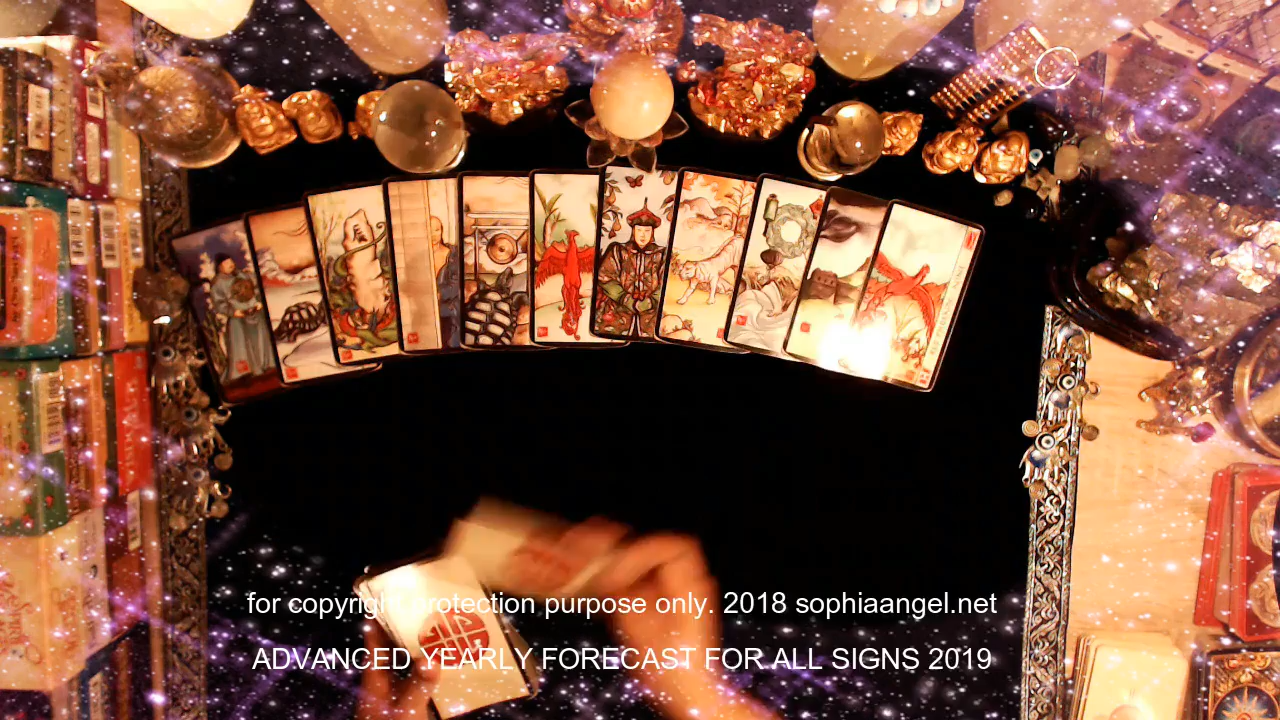 for copyright protection purpose only. 2018 sophiaangel.net
ADVANCED YEARLY FORECAST FOR ALL SIGNS 2019